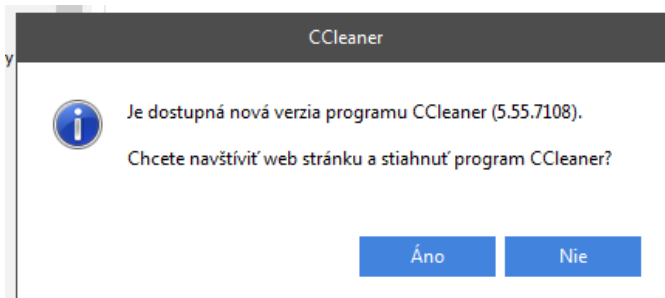 CCleaner
y
Je dostupná nová verzia programu CCleaner (5.55.7108).
Chcete navštíviť web stránku a stiahnuť program CCleaner?
Áno
Nie